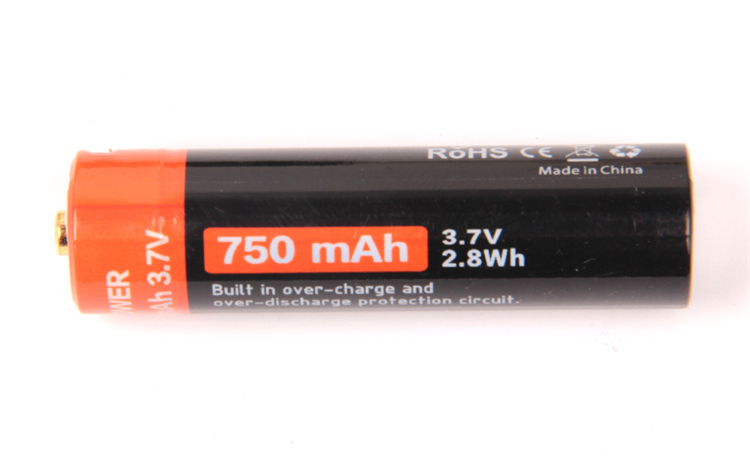 RoHS CE
Made in China
750 mAh
3.7V
2.8Wh
Built in over-charge and
over-discharge protection circuit.
WER
Ah 3.7V